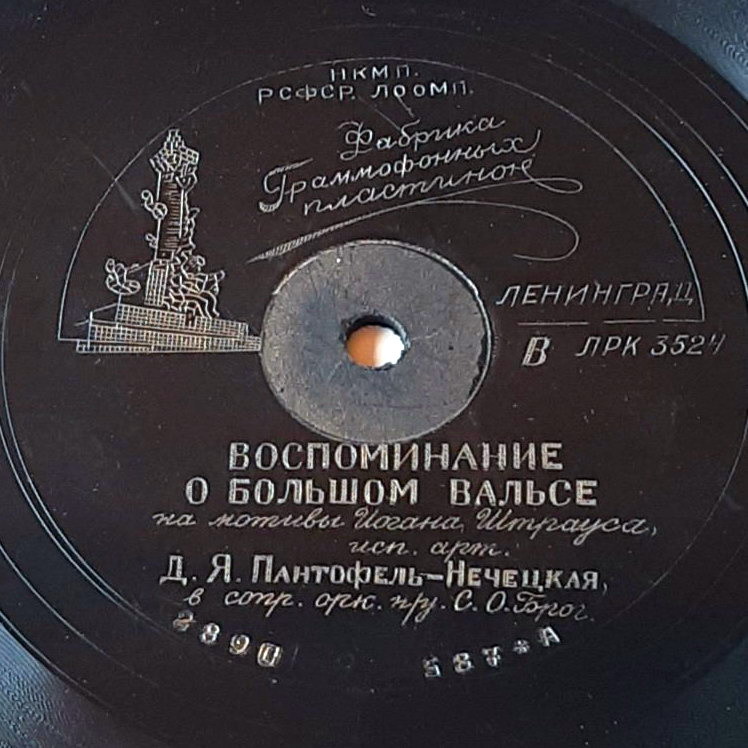 НКМП.
РСФСР. ЛООМП.
Фабрика
Граммофонных
пластинок
ЛЕНИНГРАД
В ЛРК 3524
ВОСПОМИНАНИЕ
О БОЛЬШОМ ВАЛЬСЕ
на мотивы Иогана Штрауса,
исп. арт.
Д. Я. ПАНТОФЕЛЬ-НЕЧЕЦКАЯ,
в сопр. орк. п/у. С. О. Брог.
587*А